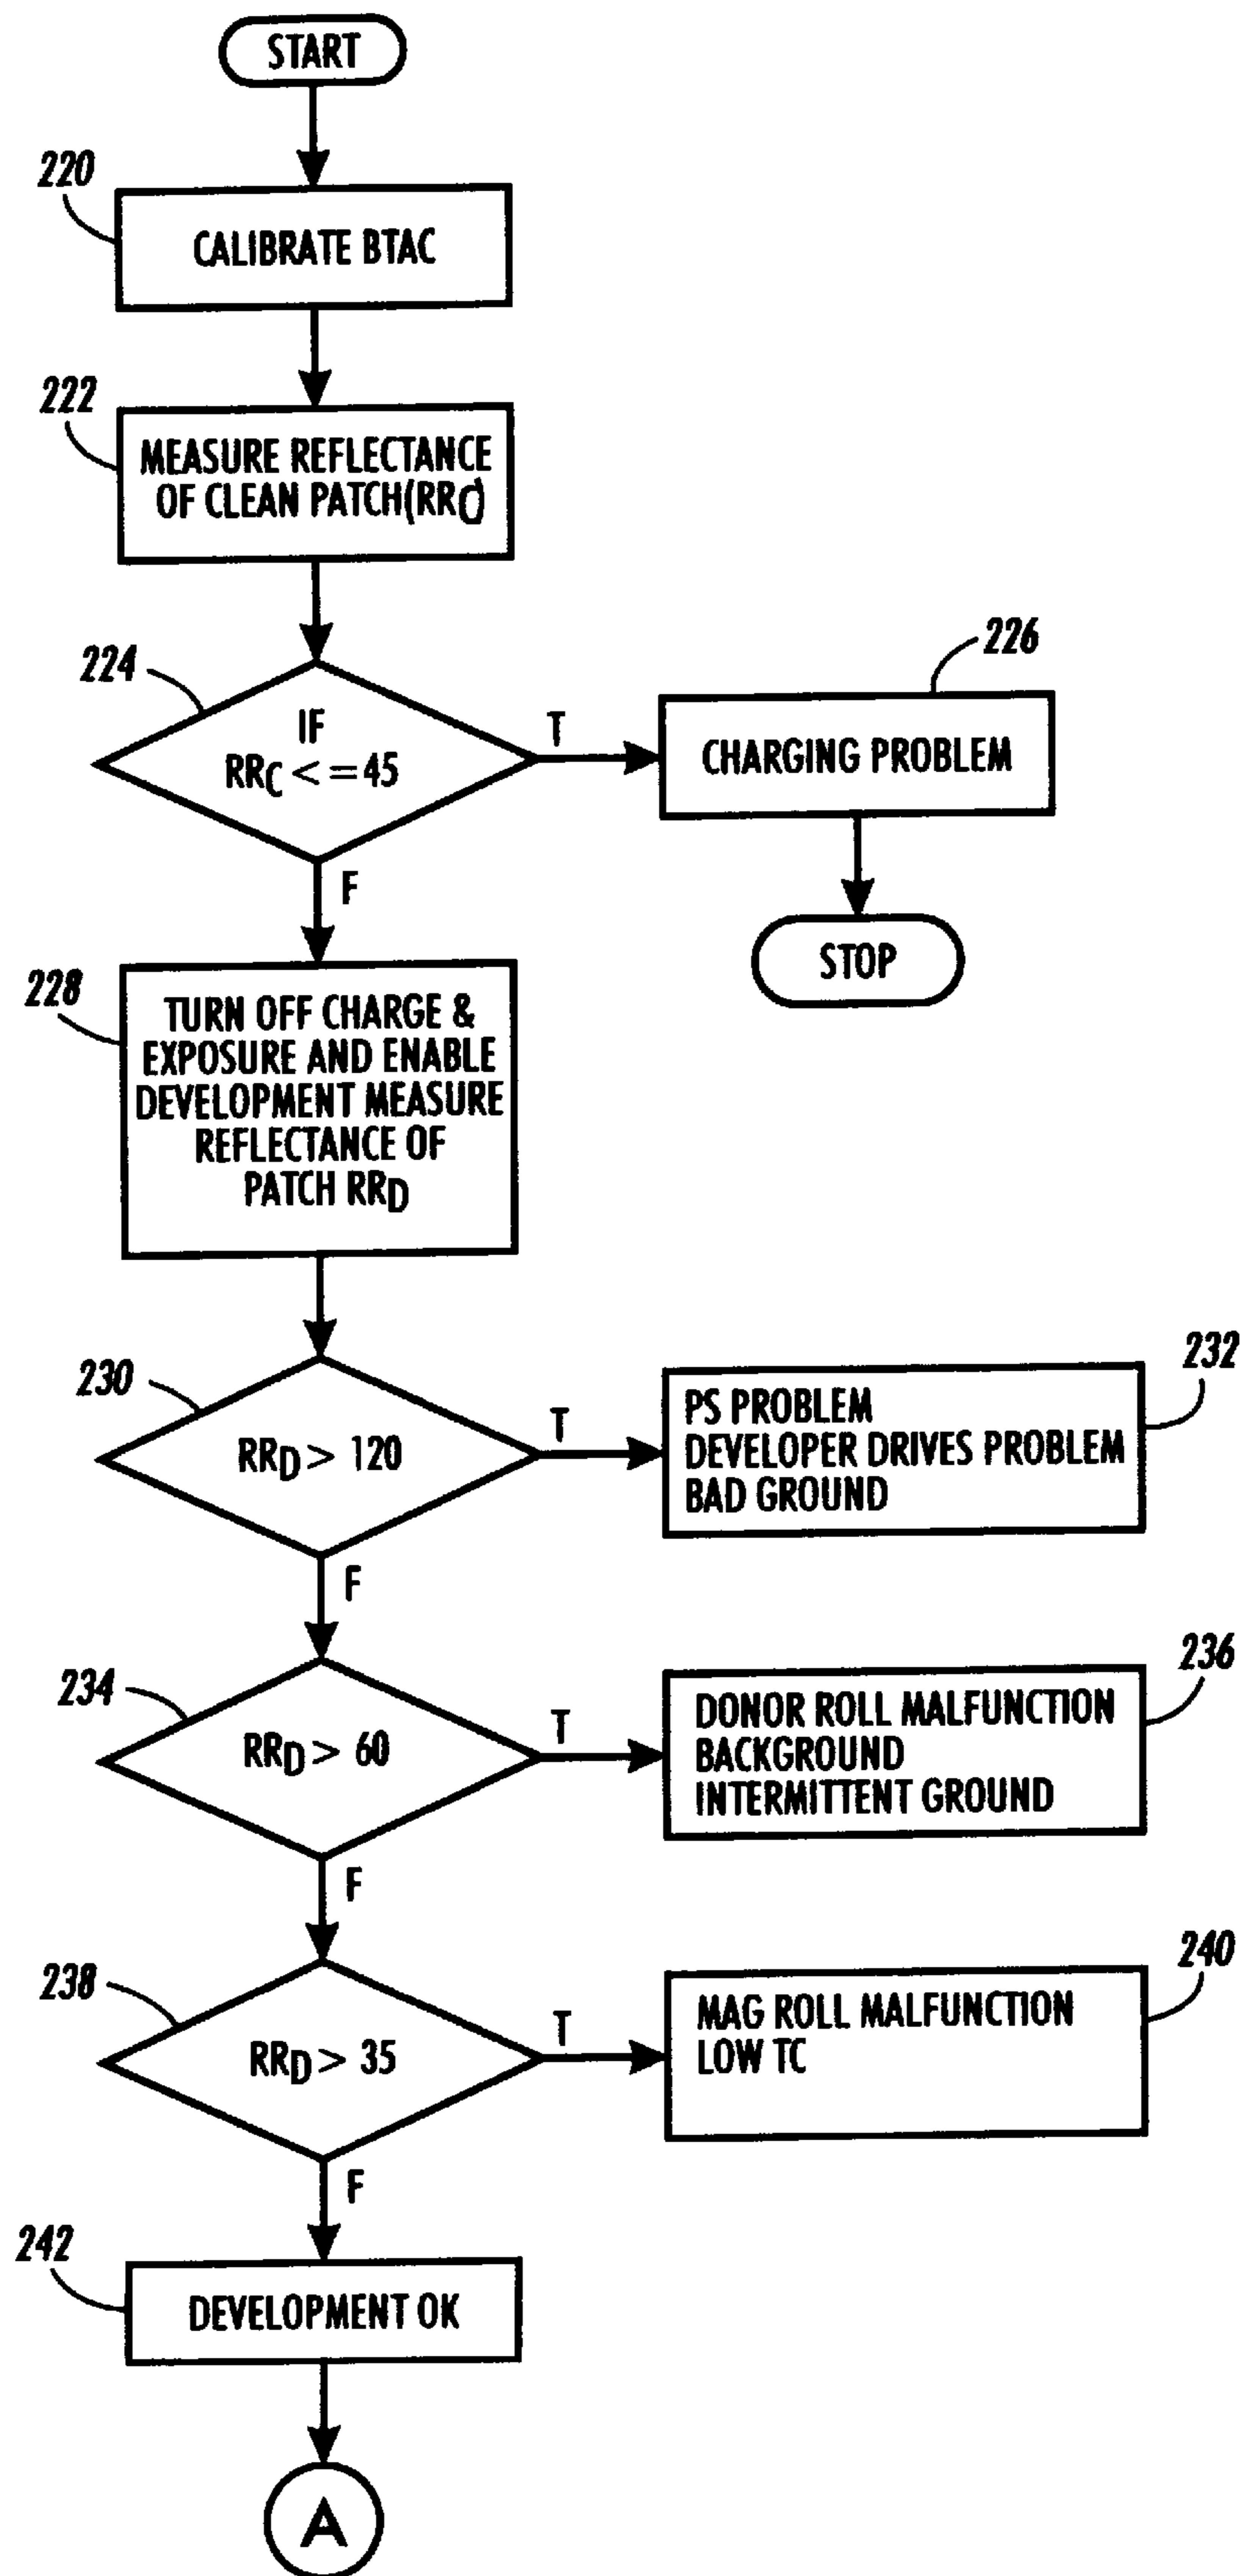 START
220
CALIBRATE BTAC
222
MEASURE REFLECTANCE
OF CLEAN PATCH(RRC)
224
IF
RRC <=45
T
226
CHARGING PROBLEM
F
STOP
228
TURN OFF CHARGE &
EXPOSURE AND ENABLE
DEVELOPMENT MEASURE
REFLECTANCE OF
PATCH RRD
230
RRD > 120
T
232
PS PROBLEM
DEVELOPER DRIVES PROBLEM
BAD GROUND
F
234
RRD > 60
T
236
DONOR ROLL MALFUNCTION
BACKGROUND
INTERMITTENT GROUND
F
238
RRD > 35
T
240
MAG ROLL MALFUNCTION
LOW TC
F
242
DEVELOPMENT OK
A